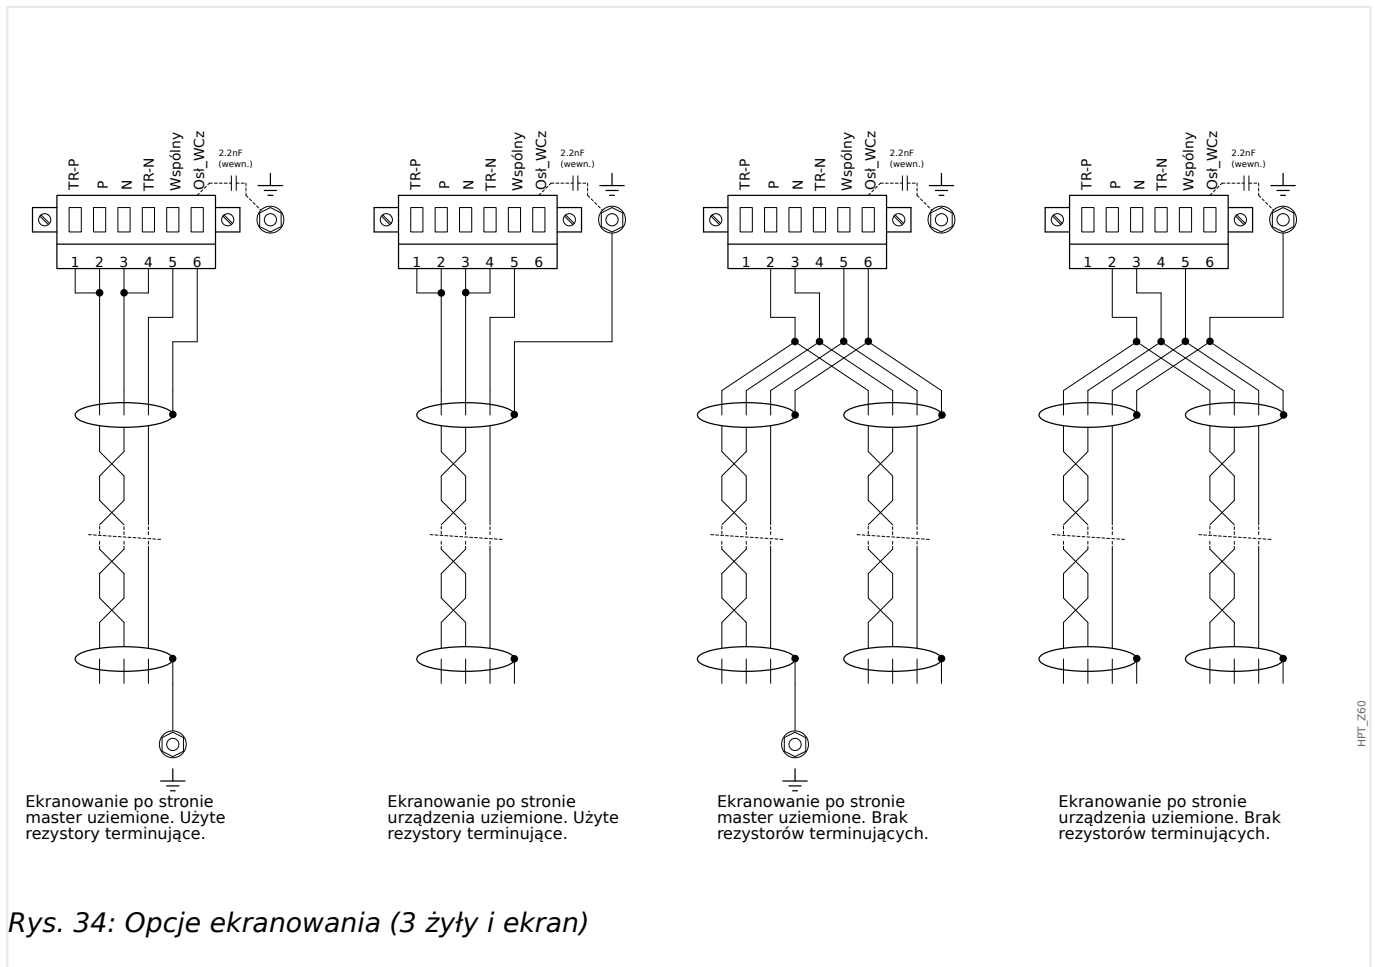 TR-P
P
N
TR-N
Wspólny
Osł_WCz
2.2nF
(wewn.)
1 2 3 4 5 6
Ekranowanie po stronie
master uziemione. Użyte
rezystory terminujące.
TR-P
P
N
TR-N
Wspólny
Osł_WCz
2.2nF
(wewn.)
1 2 3 4 5 6
Ekranowanie po stronie
urządzenia uziemione. Użyte
rezystory terminujące.
TR-P
P
N
TR-N
Wspólny
Osł_WCz
2.2nF
(wewn.)
1 2 3 4 5 6
Ekranowanie po stronie
master uziemione. Brak
rezystorów terminujących.
TR-P
P
N
TR-N
Wspólny
Osł_WCz
2.2nF
(wewn.)
1 2 3 4 5 6
Ekranowanie po stronie
urządzenia uziemione. Brak
rezystorów terminujących.
HPT_Z60
Rys. 34: Opcje ekranowania (3 żyły i ekran)